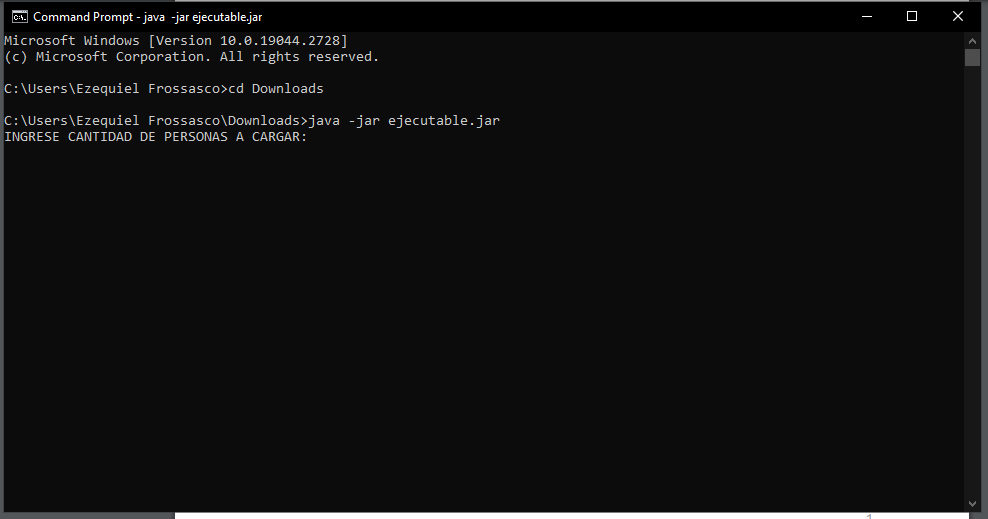 Command Prompt - java  -jar ejecutable.jar
Microsoft Windows [Version 10.0.19044.2728]
(c) Microsoft Corporation. All rights reserved.
C:\Users\Ezequiel Frossasco>cd Downloads
C:\Users\Ezequiel Frossasco\Downloads>java -jar ejecutable.jar
INGRESE CANTIDAD DE PERSONAS A CARGAR: